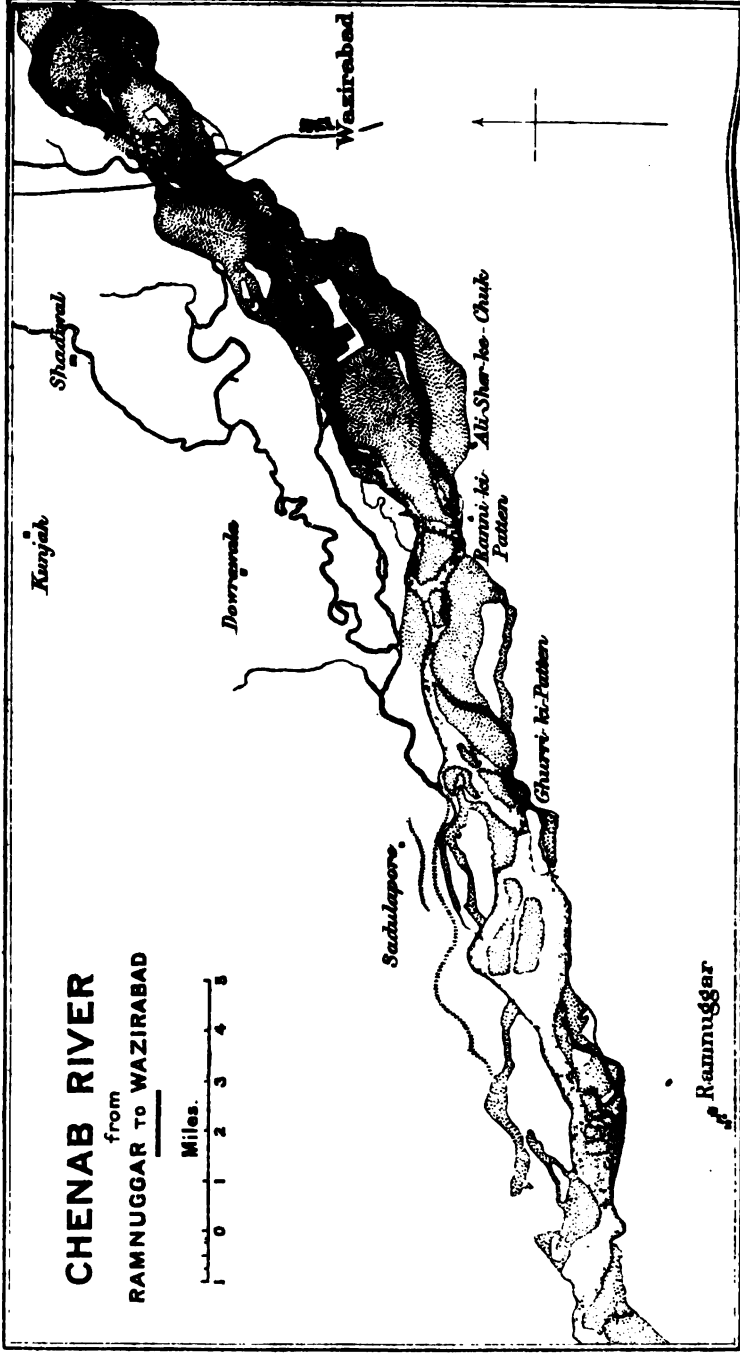 CHENAB RIVER
from
RAMNUGGAR TO WAZIRABAD
Miles.
1 0 1 2 3 4 5
Kunjah
Shadiwal
Dowrawala
Wazirabad
Sadulapore
Ranni-ki-
Patten
Ali-Sher-ke-Chuk
Ghurri-ki-Patten
Ramnuggar